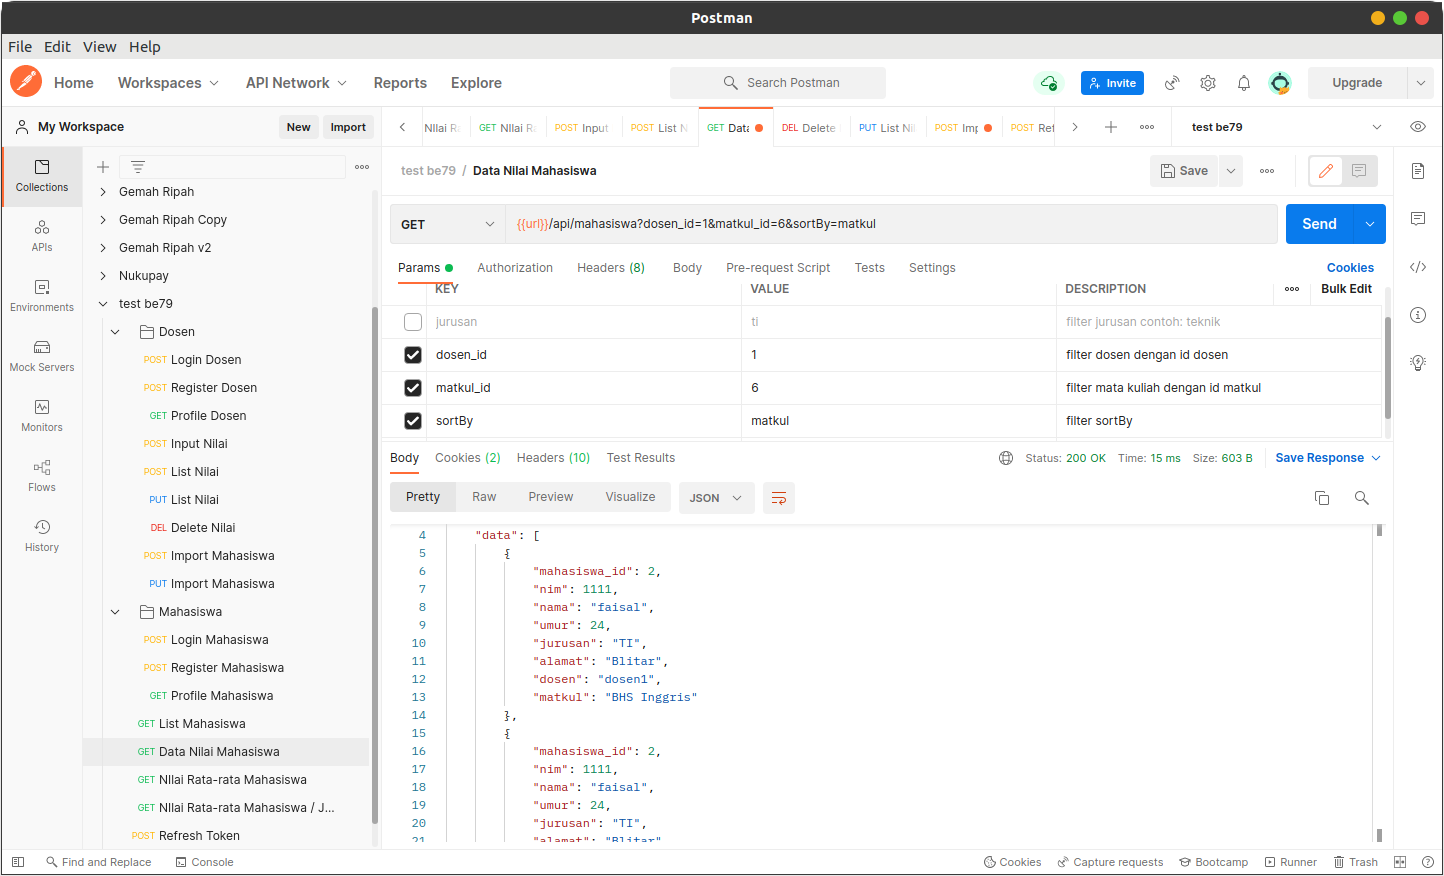 Postman
File Edit View Help
Home Workspaces API Network Reports Explore Search Postman Invite Upgrade
My Workspace New Import
NIlai Ra GET NIlai Ra POST Input POST List N GET Data DEL Delete PUT List Nil POST Imp POST Ref test be79
Collections
APIs
Environments
Mock Servers
Monitors
Flows
History
Gemah Ripah
Gemah Ripah Copy
Gemah Ripah v2
Nukupay
test be79
Dosen
POST Login Dosen
POST Register Dosen
GET Profile Dosen
POST Input Nilai
POST List Nilai
PUT List Nilai
DEL Delete Nilai
POST Import Mahasiswa
PUT Import Mahasiswa
Mahasiswa
POST Login Mahasiswa
POST Register Mahasiswa
GET Profile Mahasiswa
GET List Mahasiswa
GET Data Nilai Mahasiswa
GET NIlai Rata-rata Mahasiswa
GET NIlai Rata-rata Mahasiswa / J...
POST Refresh Token
test be79 / Data Nilai Mahasiswa Save
GET {{url}}/api/mahasiswa?dosen_id=1&matkul_id=6&sortBy=matkul Send
Params Authorization Headers (8) Body Pre-request Script Tests Settings Cookies
KEY VALUE DESCRIPTION Bulk Edit
jurusan ti filter jurusan contoh: teknik
dosen_id 1 filter dosen dengan id dosen
matkul_id 6 filter mata kuliah dengan id matkul
sortBy matkul filter sortBy
Body Cookies (2) Headers (10) Test Results Status: 200 OK Time: 15 ms Size: 603 B Save Response
Pretty Raw Preview Visualize JSON
4 "data": [
5 {
6 "mahasiswa_id": 2,
7 "nim": 1111,
8 "nama": "faisal",
9 "umur": 24,
10 "jurusan": "TI",
11 "alamat": "Blitar",
12 "dosen": "dosen1",
13 "matkul": "BHS Inggris"
14 },
15 {
16 "mahasiswa_id": 2,
17 "nim": 1111,
18 "nama": "faisal",
19 "umur": 24,
20 "jurusan": "TI",
21 "alamat": "Blitar"
Find and Replace Console Cookies Capture requests Bootcamp Runner Trash